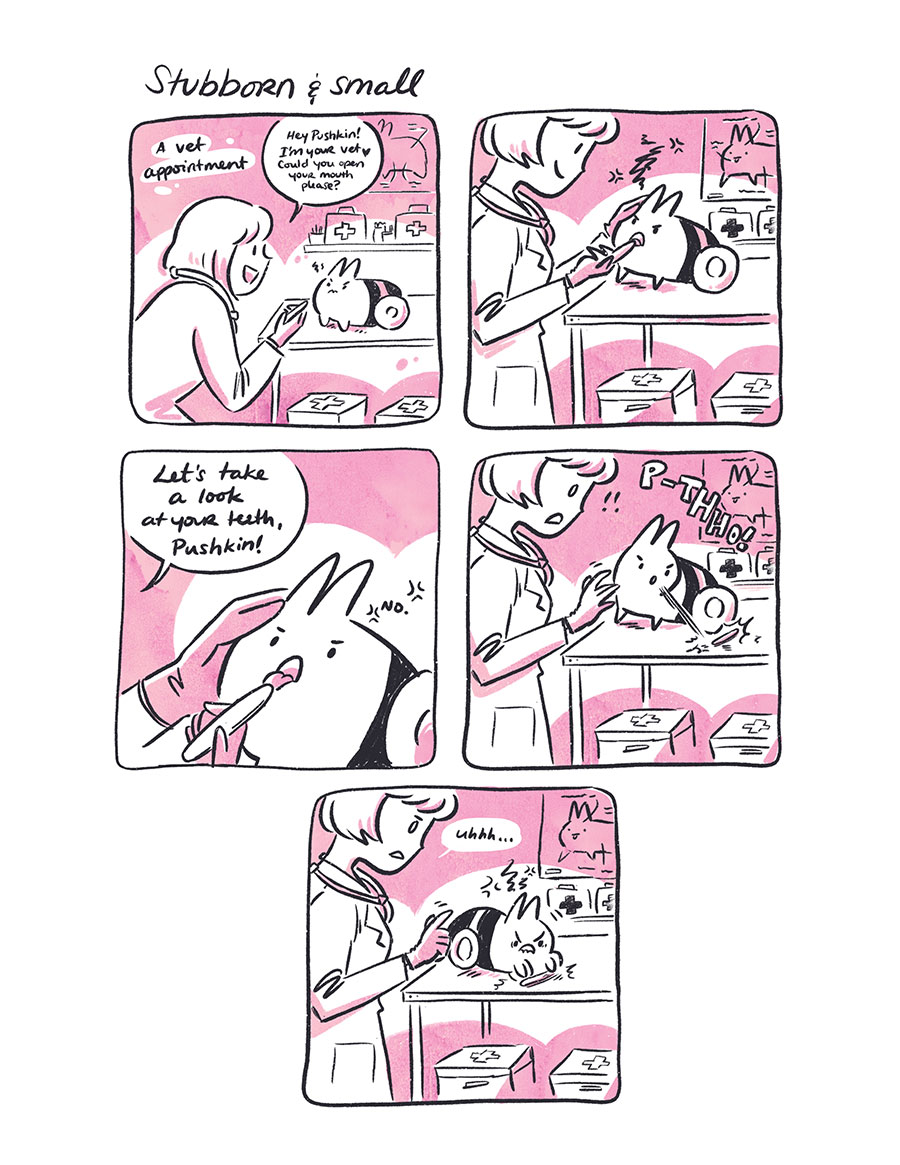 Stubborn & small
A vet
appointment
Hey Pushkin!
I'm your vet♥
Could you open
your mouth
please?
Let's take
a look
at your teeth,
Pushkin!
NO.
!!
P-THHHO!
uhhh...